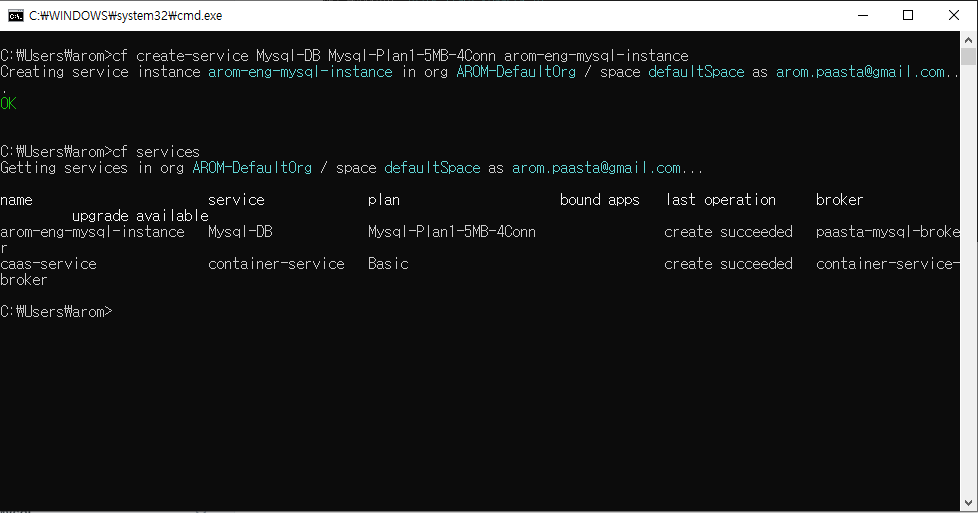 C:₩WINDOWS₩system32₩cmd.exe
C:₩Users₩arom>cf create-service Mysql-DB Mysql-Plan1-5MB-4Conn arom-eng-mysql-instance
Creating service instance arom-eng-mysql-instance in org AROM-DefaultOrg / space defaultSpace as arom.paasta@gmail.com..
.
OK
C:₩Users₩arom>cf services
Getting services in org AROM-DefaultOrg / space defaultSpace as arom.paasta@gmail.com...
name service plan bound apps last operation broker
upgrade available
arom-eng-mysql-instance Mysql-DB Mysql-Plan1-5MB-4Conn create succeeded paasta-mysql-broke
r
caas-service container-service Basic create succeeded container-service-
broker
C:₩Users₩arom>